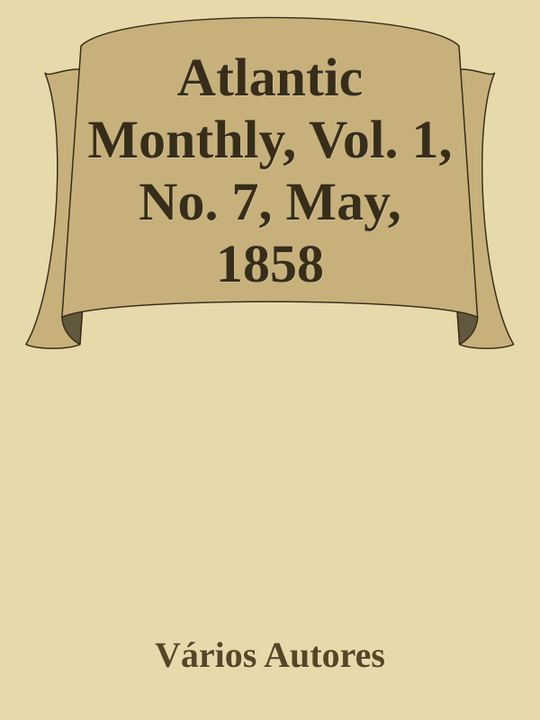 Atlantic
Monthly, Vol. 1,
No. 7, May,
1858
Vários Autores